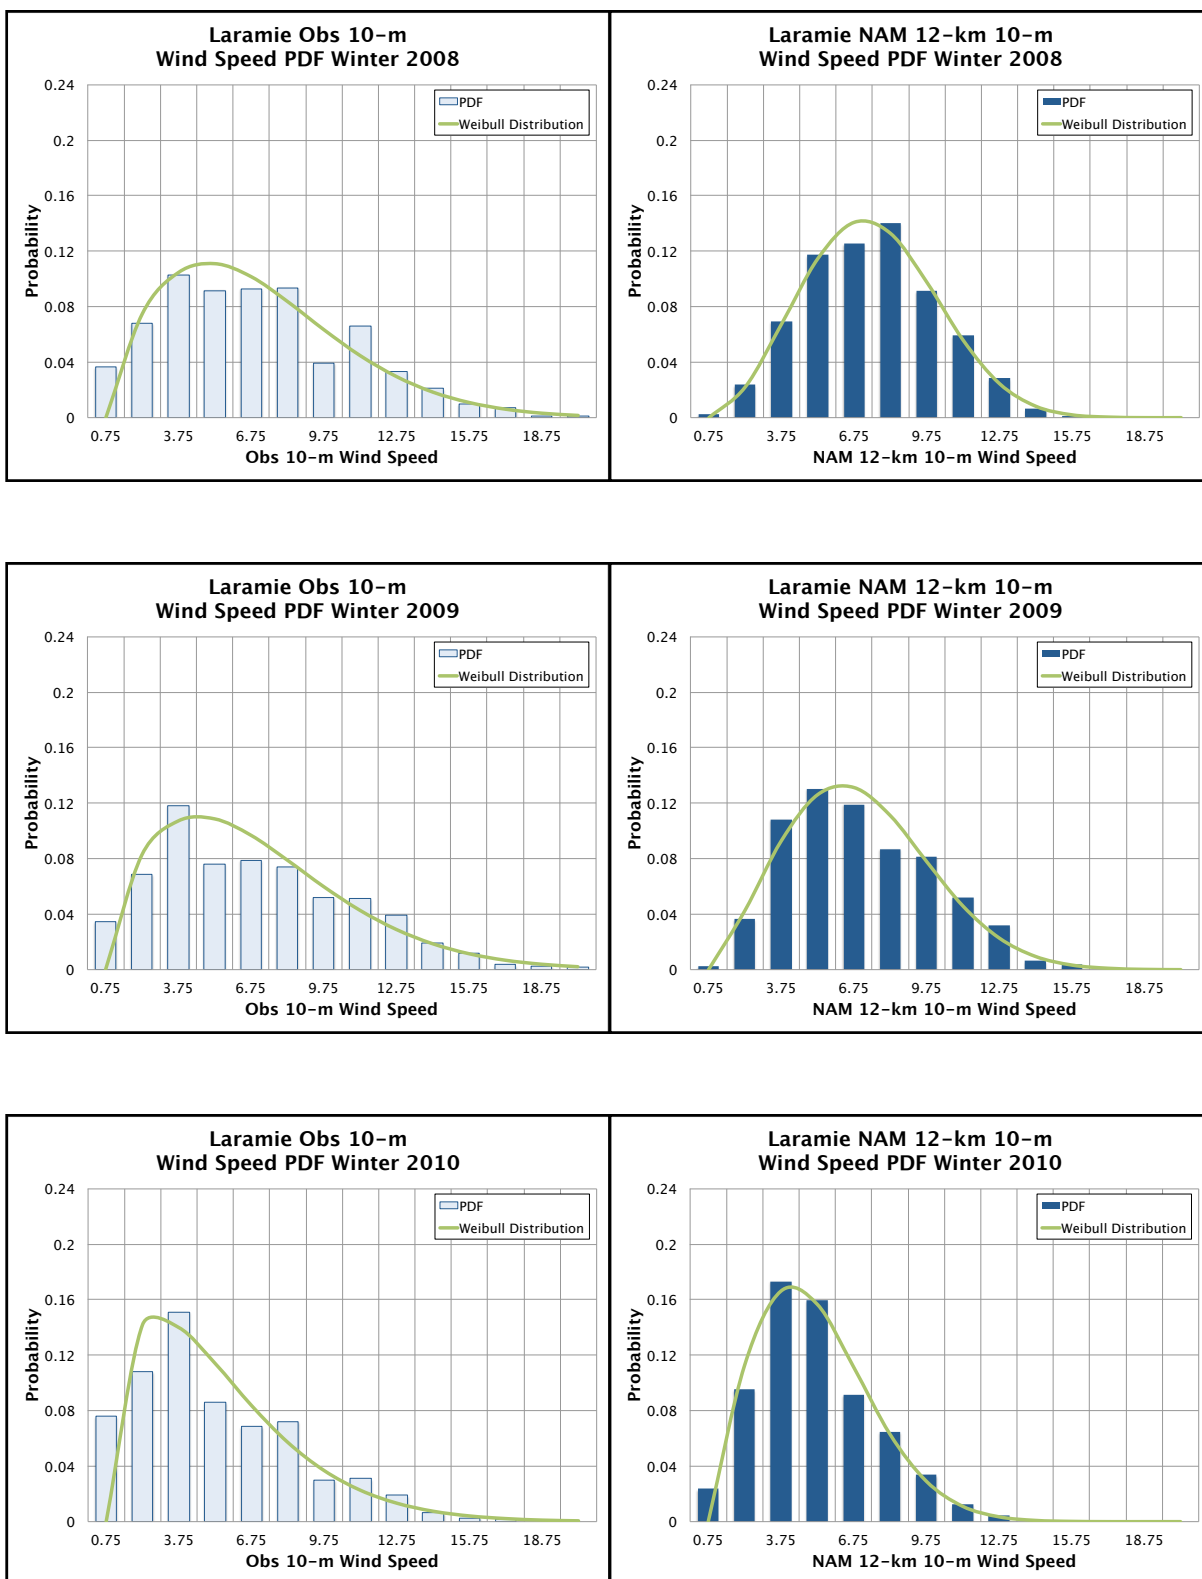 Laramie Obs 10-m
Wind Speed PDF Winter 2008
0.24
0.2
0.16
0.12
0.08
0.04
0
Probability
PDF
Weibull Distribution
0.75 3.75 6.75 9.75 12.75 15.75 18.75
Obs 10-m Wind Speed
Laramie NAM 12-km 10-m
Wind Speed PDF Winter 2008
0.24
0.2
0.16
0.12
0.08
0.04
0
Probability
PDF
Weibull Distribution
0.75 3.75 6.75 9.75 12.75 15.75 18.75
NAM 12-km 10-m Wind Speed
Laramie Obs 10-m
Wind Speed PDF Winter 2009
0.24
0.2
0.16
0.12
0.08
0.04
0
Probability
PDF
Weibull Distribution
0.75 3.75 6.75 9.75 12.75 15.75 18.75
Obs 10-m Wind Speed
Laramie NAM 12-km 10-m
Wind Speed PDF Winter 2009
0.24
0.2
0.16
0.12
0.08
0.04
0
Probability
PDF
Weibull Distribution
0.75 3.75 6.75 9.75 12.75 15.75 18.75
NAM 12-km 10-m Wind Speed
Laramie Obs 10-m
Wind Speed PDF Winter 2010
0.24
0.2
0.16
0.12
0.08
0.04
0
Probability
PDF
Weibull Distribution
0.75 3.75 6.75 9.75 12.75 15.75 18.75
Obs 10-m Wind Speed
Laramie NAM 12-km 10-m
Wind Speed PDF Winter 2010
0.24
0.2
0.16
0.12
0.08
0.04
0
Probability
PDF
Weibull Distribution
0.75 3.75 6.75 9.75 12.75 15.75 18.75
NAM 12-km 10-m Wind Speed